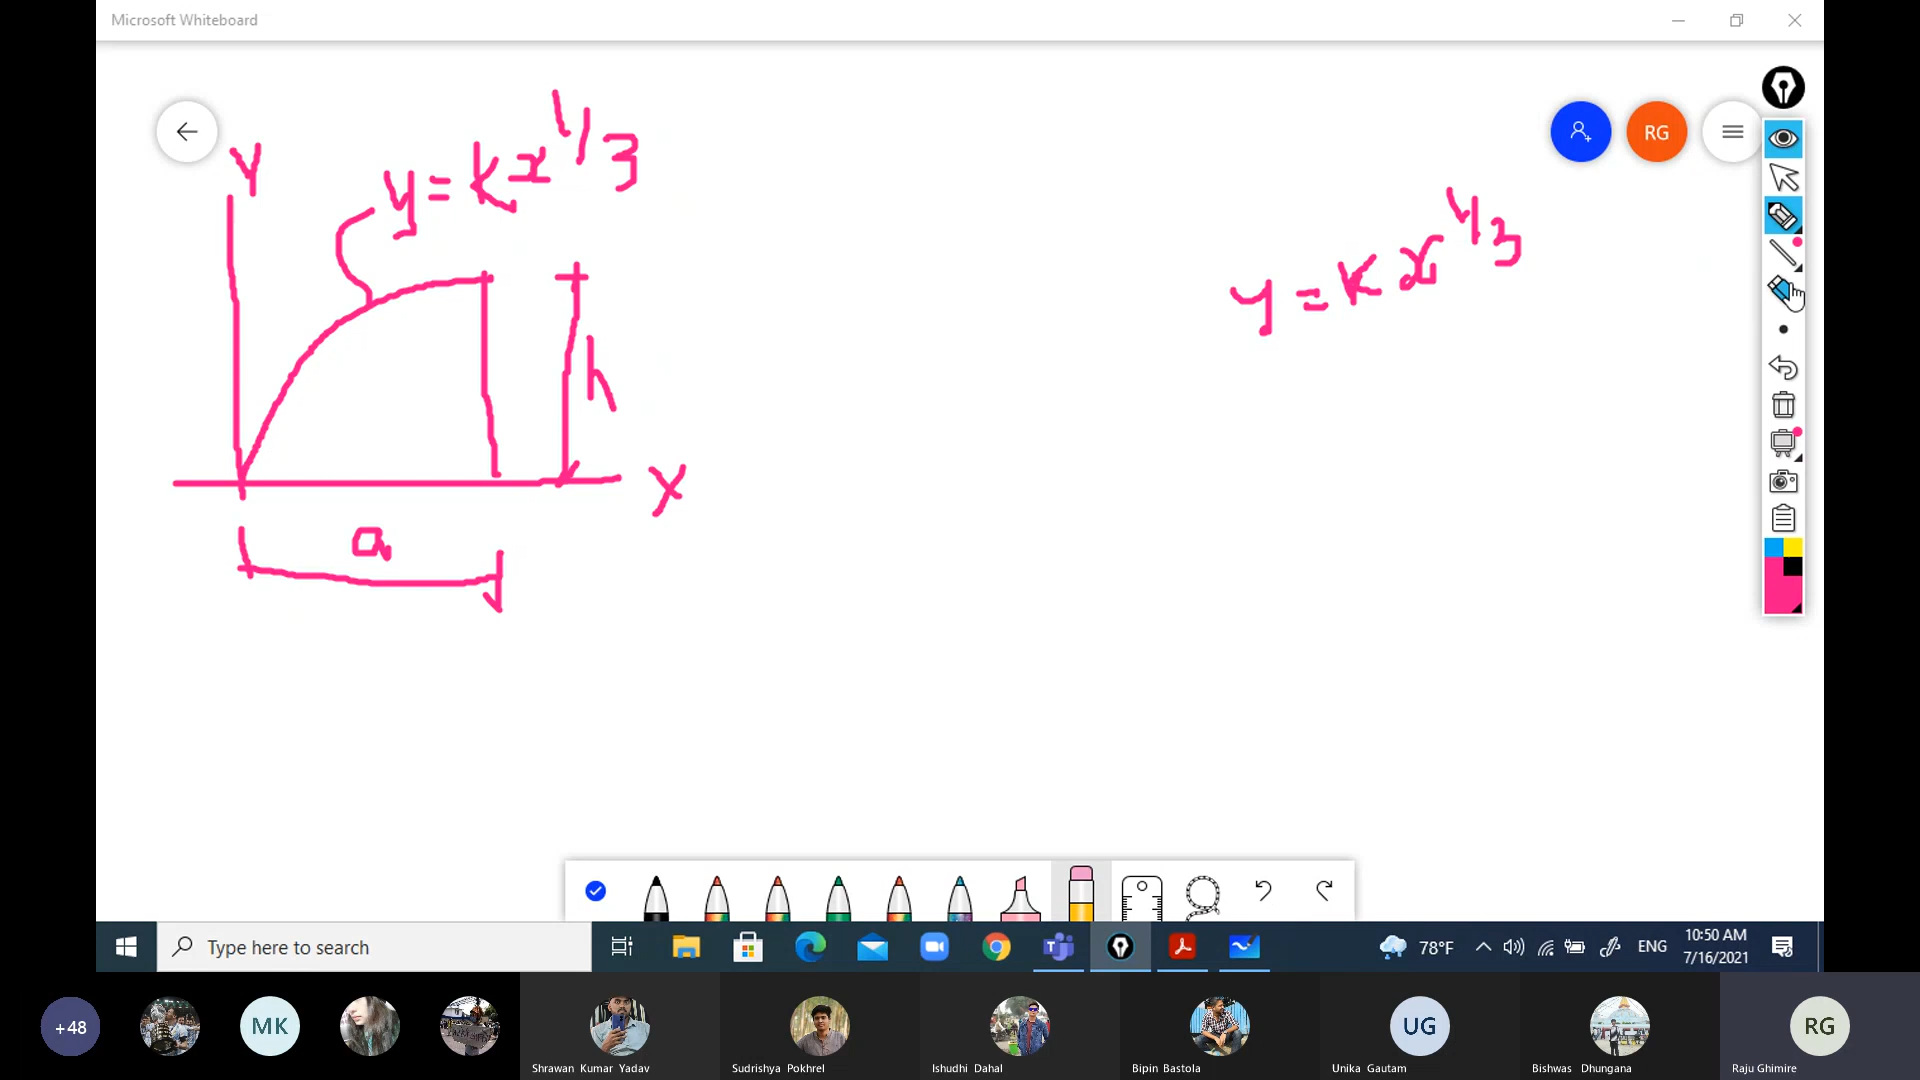 Microsoft Whiteboard
Y
y = kx^1/3
h
X
a
y = kx^1/3
RG
Type here to search
78°F
ENG
10:50 AM
7/16/2021
+48
MK
UG
RG
Shrawan Kumar Yadav
Sudrishya Pokhrel
Ishudhi Dahal
Bipin Bastola
Unika Gautam
Bishwas Dhungana
Raju Ghimire